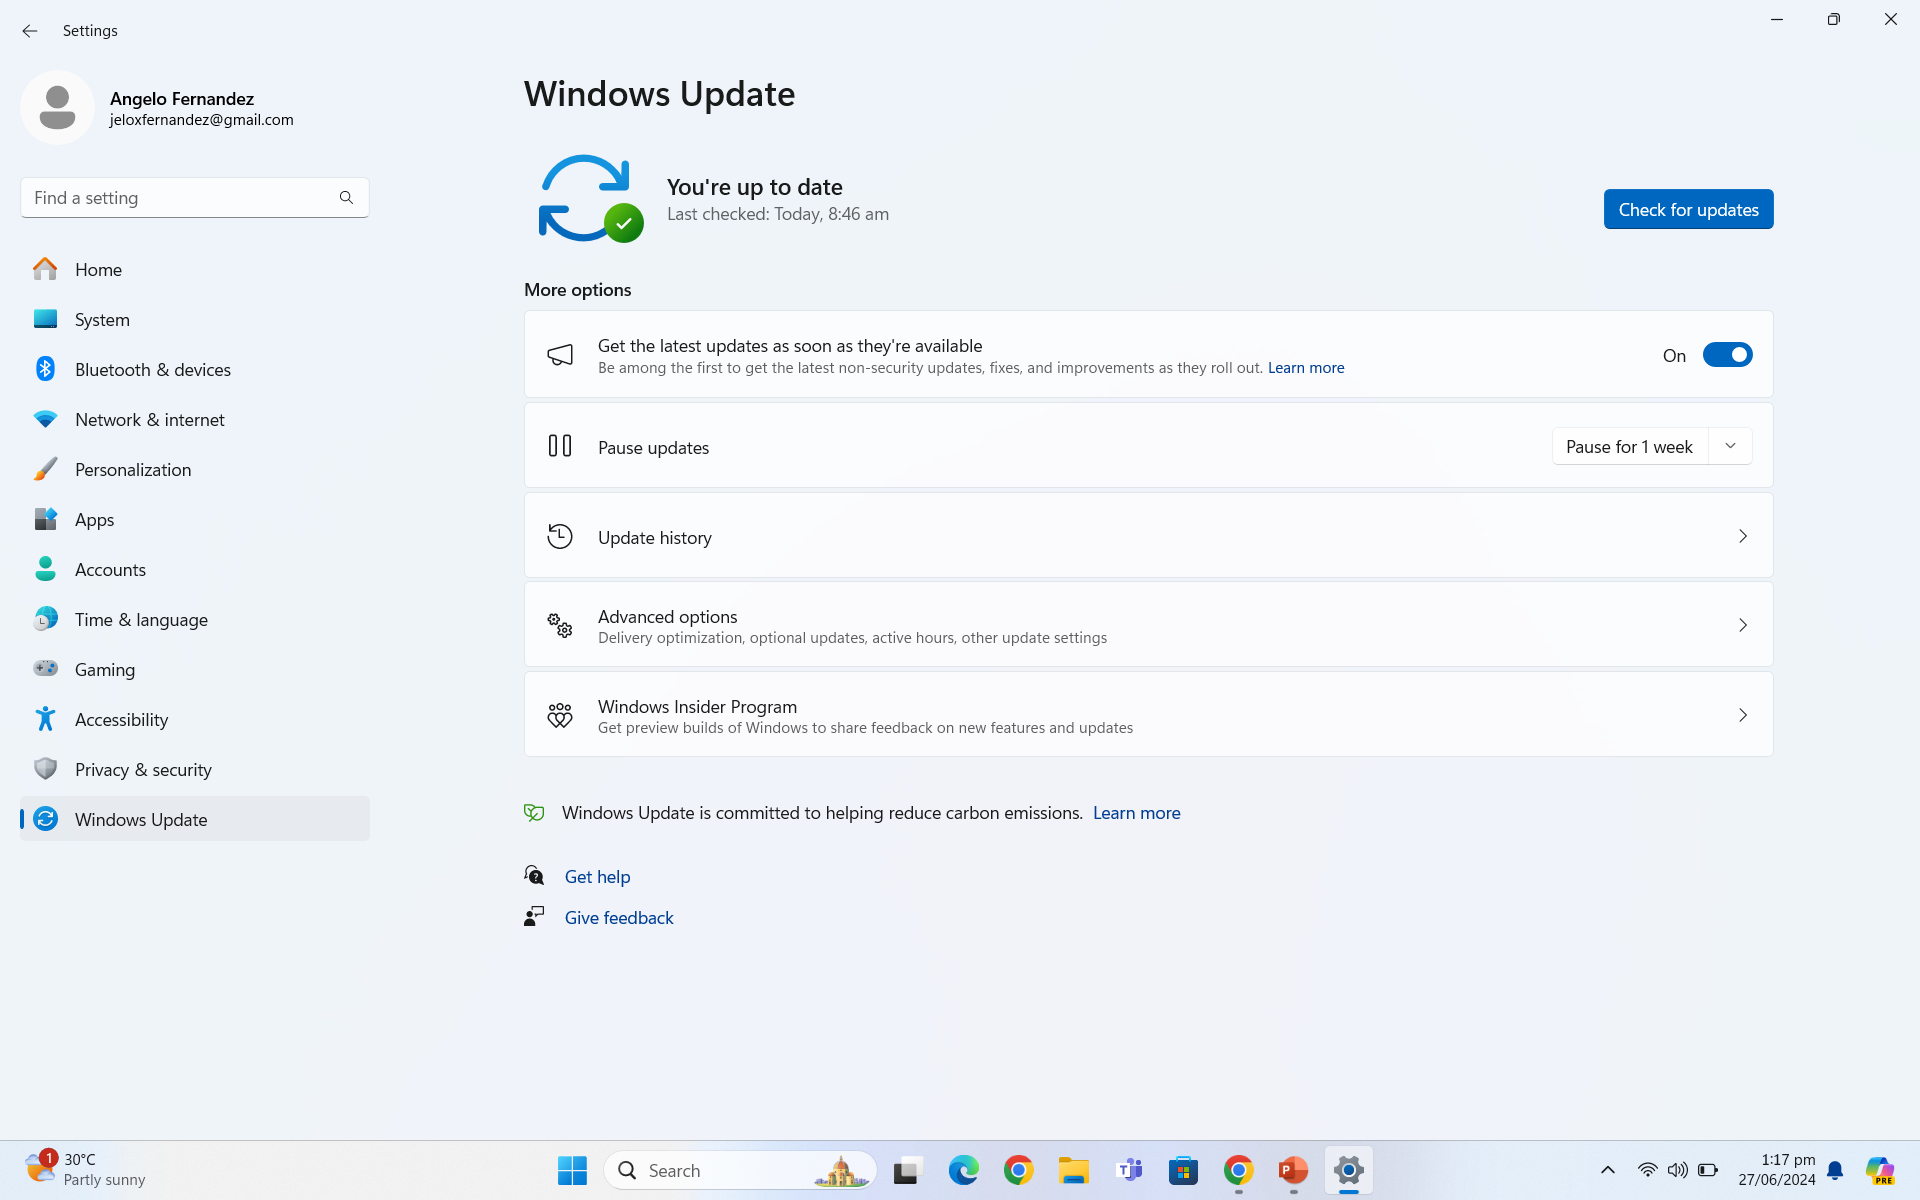 Settings
Angelo Fernandez
jeloxfernandez@gmail.com
Find a setting
Home
System
Bluetooth & devices
Network & internet
Personalization
Apps
Accounts
Time & language
Gaming
Accessibility
Privacy & security
Windows Update
Windows Update
You're up to date
Last checked: Today, 8:46 am
Check for updates
More options
Get the latest updates as soon as they're available
Be among the first to get the latest non-security updates, fixes, and improvements as they roll out. Learn more
On
Pause updates
Pause for 1 week
Update history
Advanced options
Delivery optimization, optional updates, active hours, other update settings
Windows Insider Program
Get preview builds of Windows to share feedback on new features and updates
Windows Update is committed to helping reduce carbon emissions. Learn more
Get help
Give feedback
1
30°C
Partly sunny
Search
T
P
1:17 pm
27/06/2024
PRE